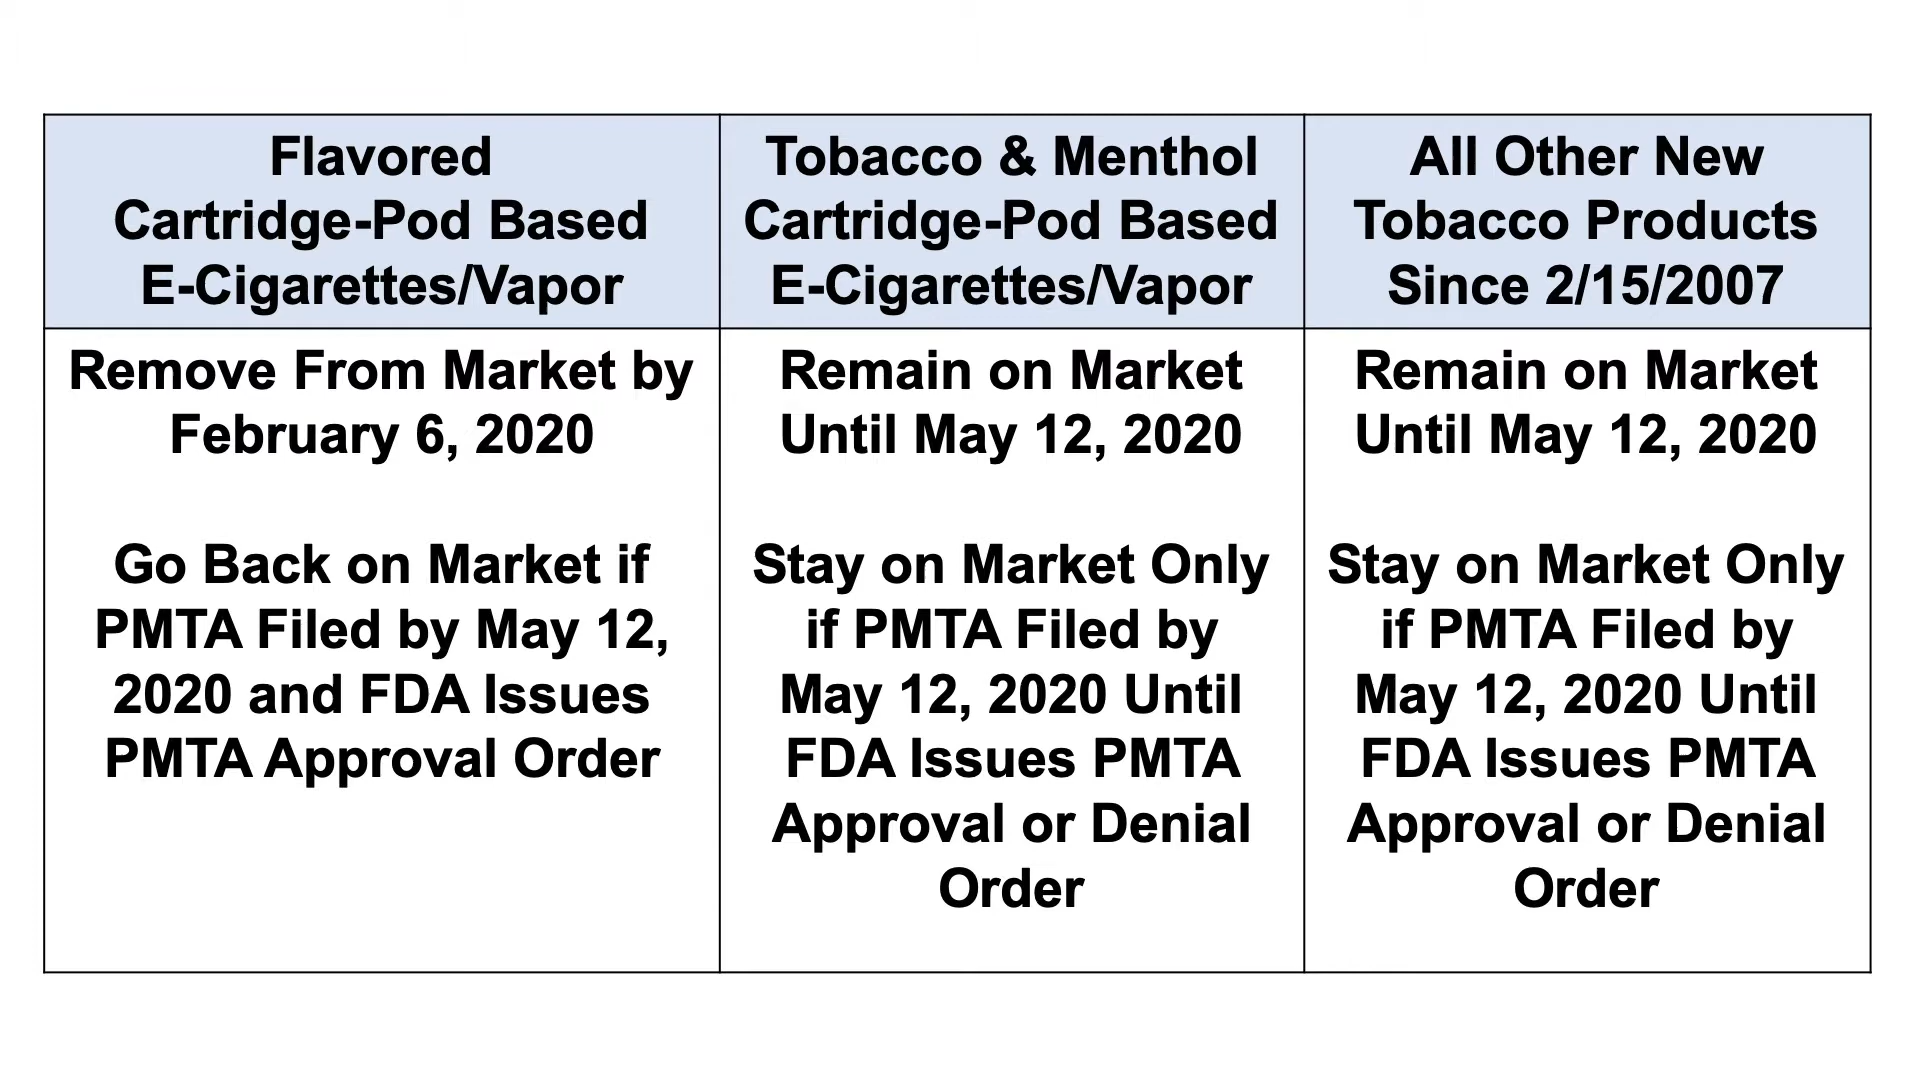 Flavored
Cartridge-Pod Based
E-Cigarettes/Vapor
Tobacco & Menthol
Cartridge-Pod Based
E-Cigarettes/Vapor
All Other New
Tobacco Products
Since 2/15/2007
Remove From Market by
February 6, 2020
Go Back on Market if
PMTA Filed by May 12,
2020 and FDA Issues
PMTA Approval Order
Remain on Market
Until May 12, 2020
Stay on Market Only
if PMTA Filed by
May 12, 2020 Until
FDA Issues PMTA
Approval or Denial
Order
Remain on Market
Until May 12, 2020
Stay on Market Only
if PMTA Filed by
May 12, 2020 Until
FDA Issues PMTA
Approval or Denial
Order